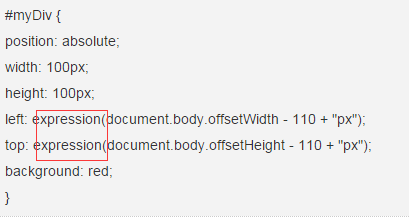 #myDiv {
position: absolute;
width: 100px;
height: 100px;
left: expression(document.body.offsetWidth - 110 + "px");
top: expression(document.body.offsetHeight - 110 + "px");
background: red;
}